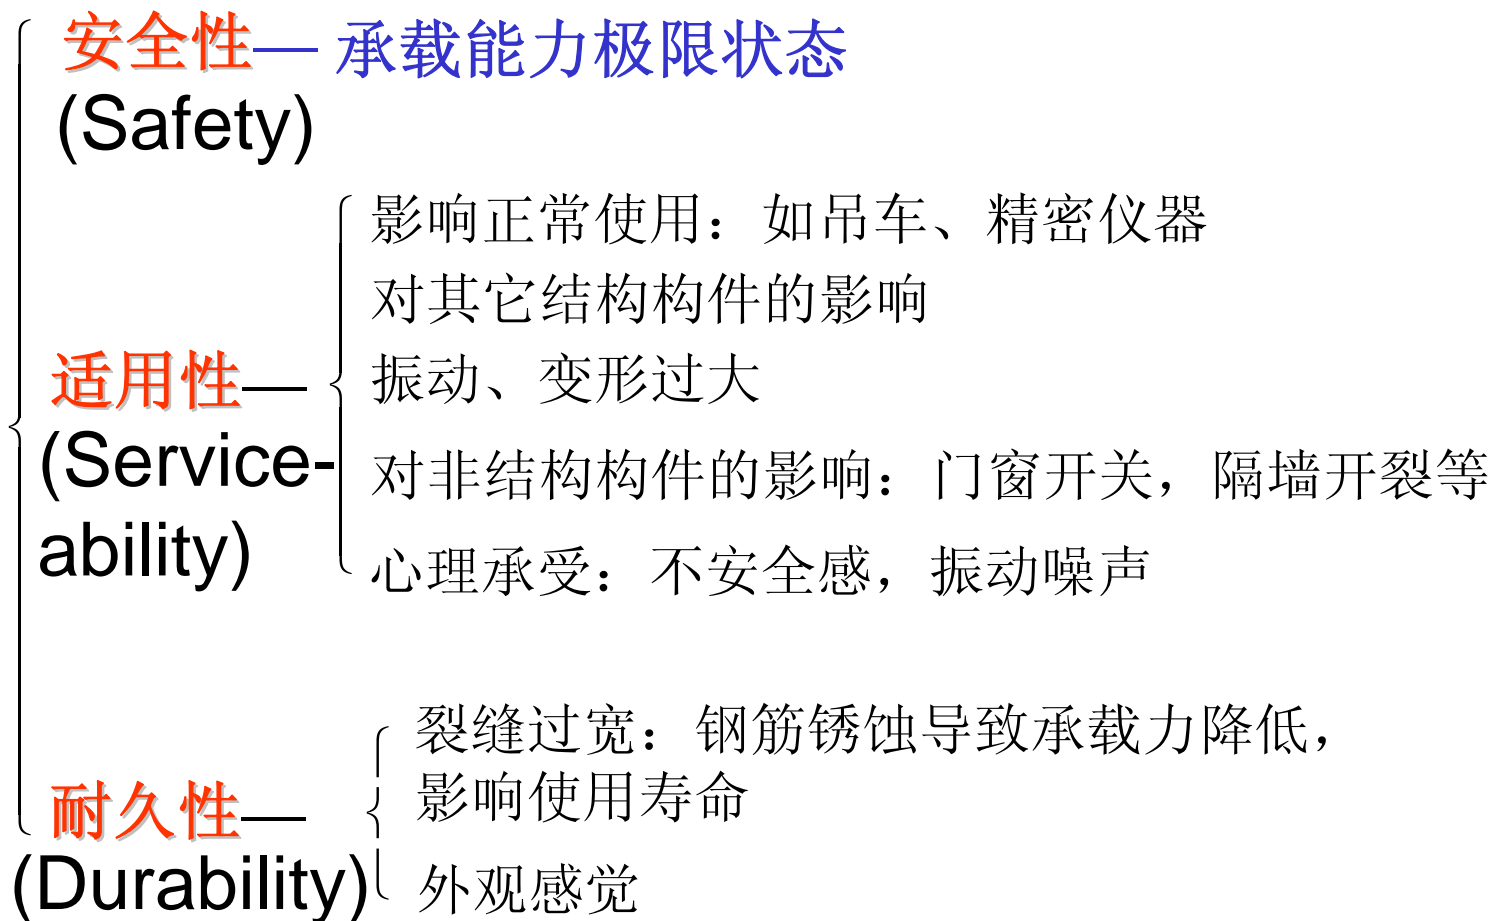 安全性— 承载能力极限状态
(Safety)
影响正常使用：如吊车、精密仪器
对其它结构构件的影响
适用性— 振动、变形过大
(Service-
对非结构构件的影响：门窗开关，隔墙开裂等
ability)
心理承受：不安全感，振动噪声
裂缝过宽：钢筋锈蚀导致承载力降低，
影响使用寿命
耐久性—
(Durability)
外观感觉